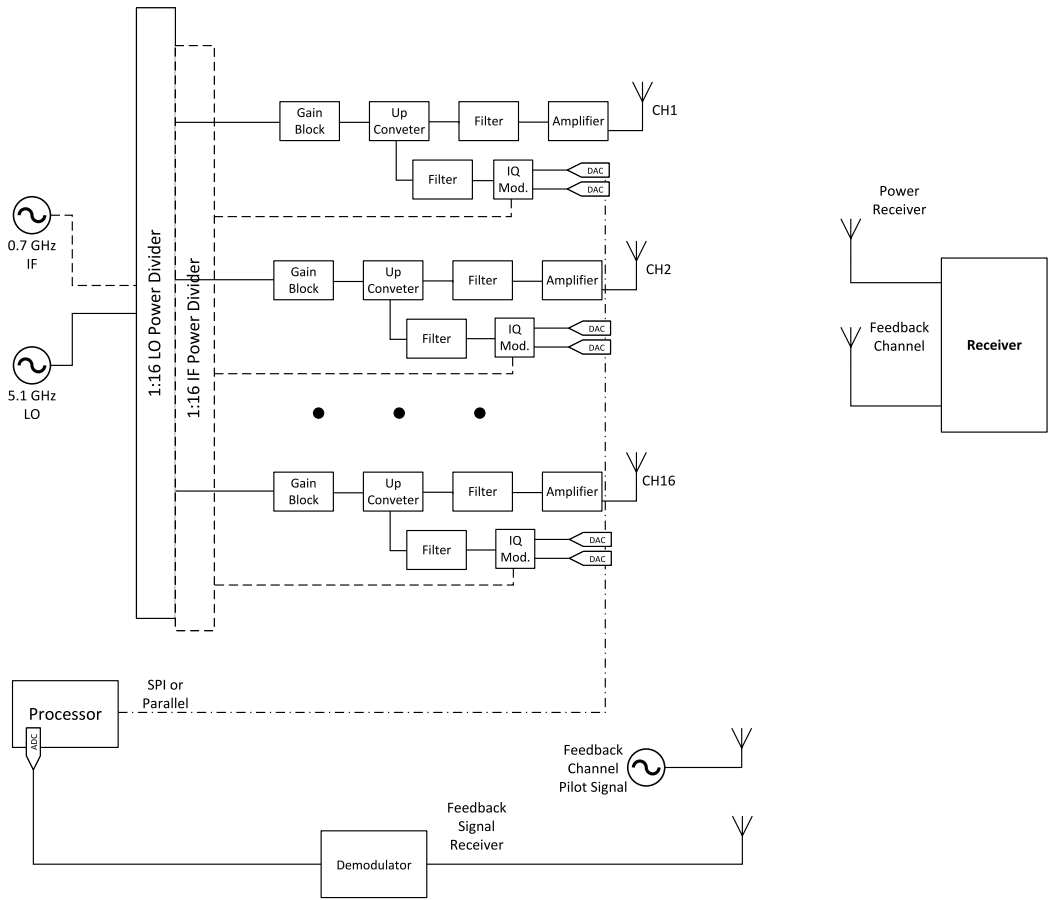 Gain
Block
Up
Conveter
Filter
Amplifier
CH1
Filter
IQ
Mod.
DAC
DAC
0.7 GHz
IF
5.1 GHz
LO
1:16 LO Power Divider
1:16 IF Power Divider
Gain
Block
Up
Conveter
Filter
Amplifier
CH2
Filter
IQ
Mod.
DAC
DAC
Gain
Block
Up
Conveter
Filter
Amplifier
CH16
Filter
IQ
Mod.
DAC
DAC
Power
Receiver
Feedback
Channel
Receiver
SPI or
Parallel
Processor
ADC
Feedback
Channel
Pilot Signal
Feedback
Signal
Receiver
Demodulator